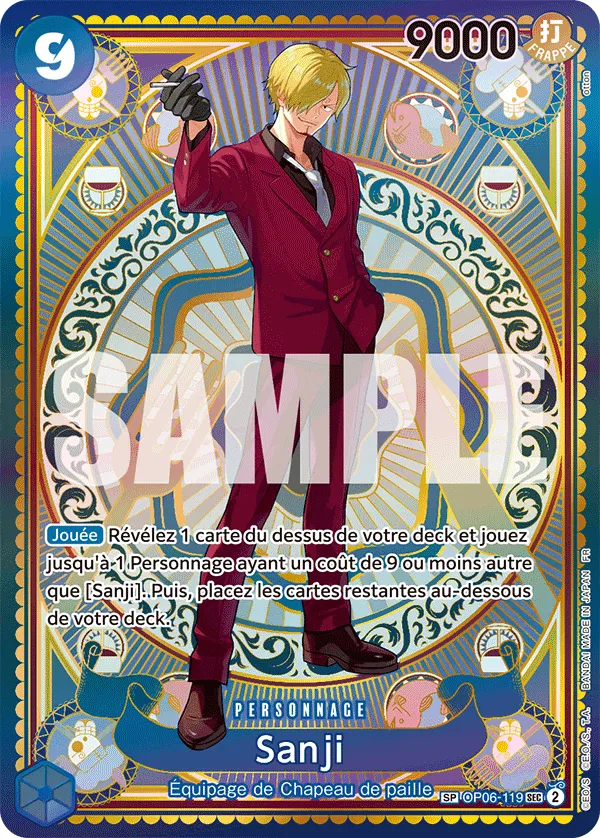 9
9000
打
FRAPPE
otton
SAMPLE
Jouée Révélez 1 carte du dessus de votre deck et jouez
jusqu'à 1 Personnage ayant un coût de 9 ou moins autre
que [Sanji]. Puis, placez les cartes restantes au-dessous
de votre deck.
PERSONNAGE
Sanji
Équipage de Chapeau de paille
SP OP06-119 SEC 2
©EO/S ©E.O./S., T.A. BANDAI MADE IN JAPAN FR